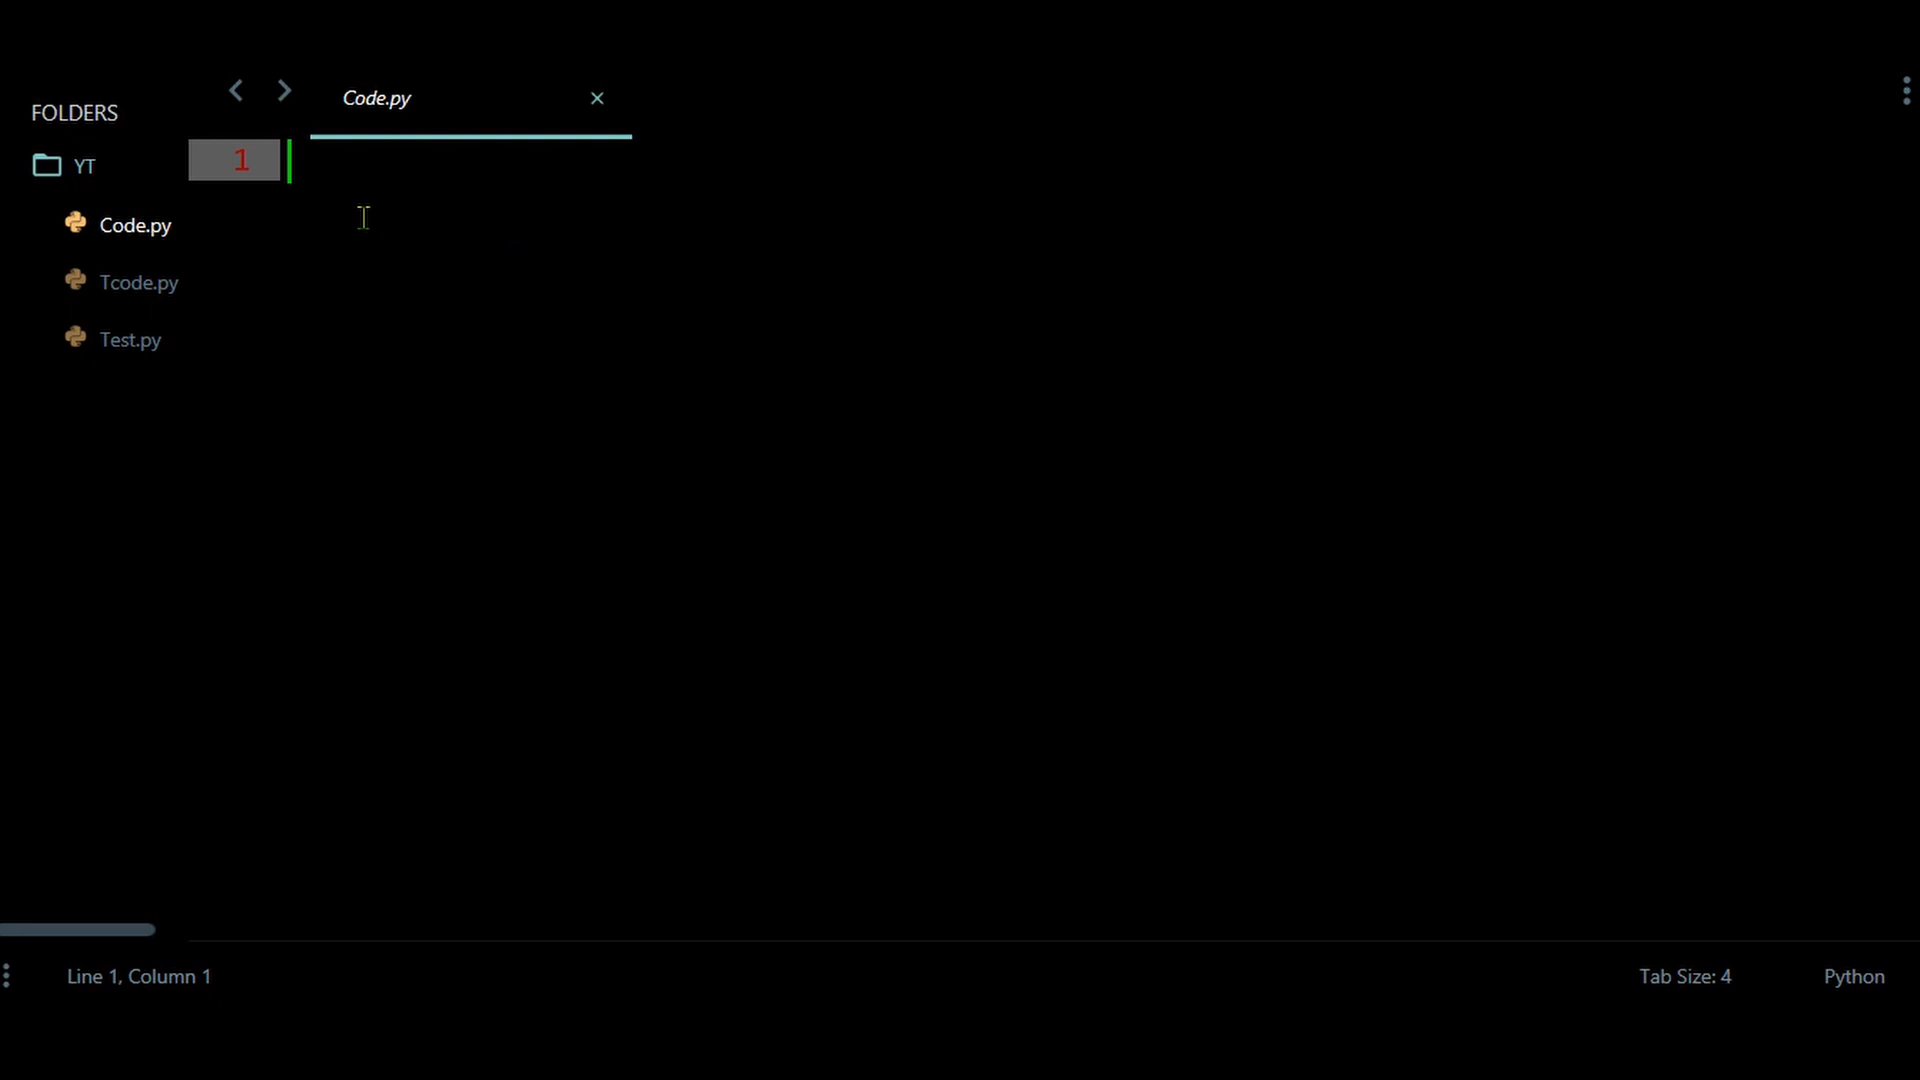 FOLDERS
YT
Code.py
Tcode.py
Test.py
Code.py
1
Line 1, Column 1
Tab Size: 4
Python